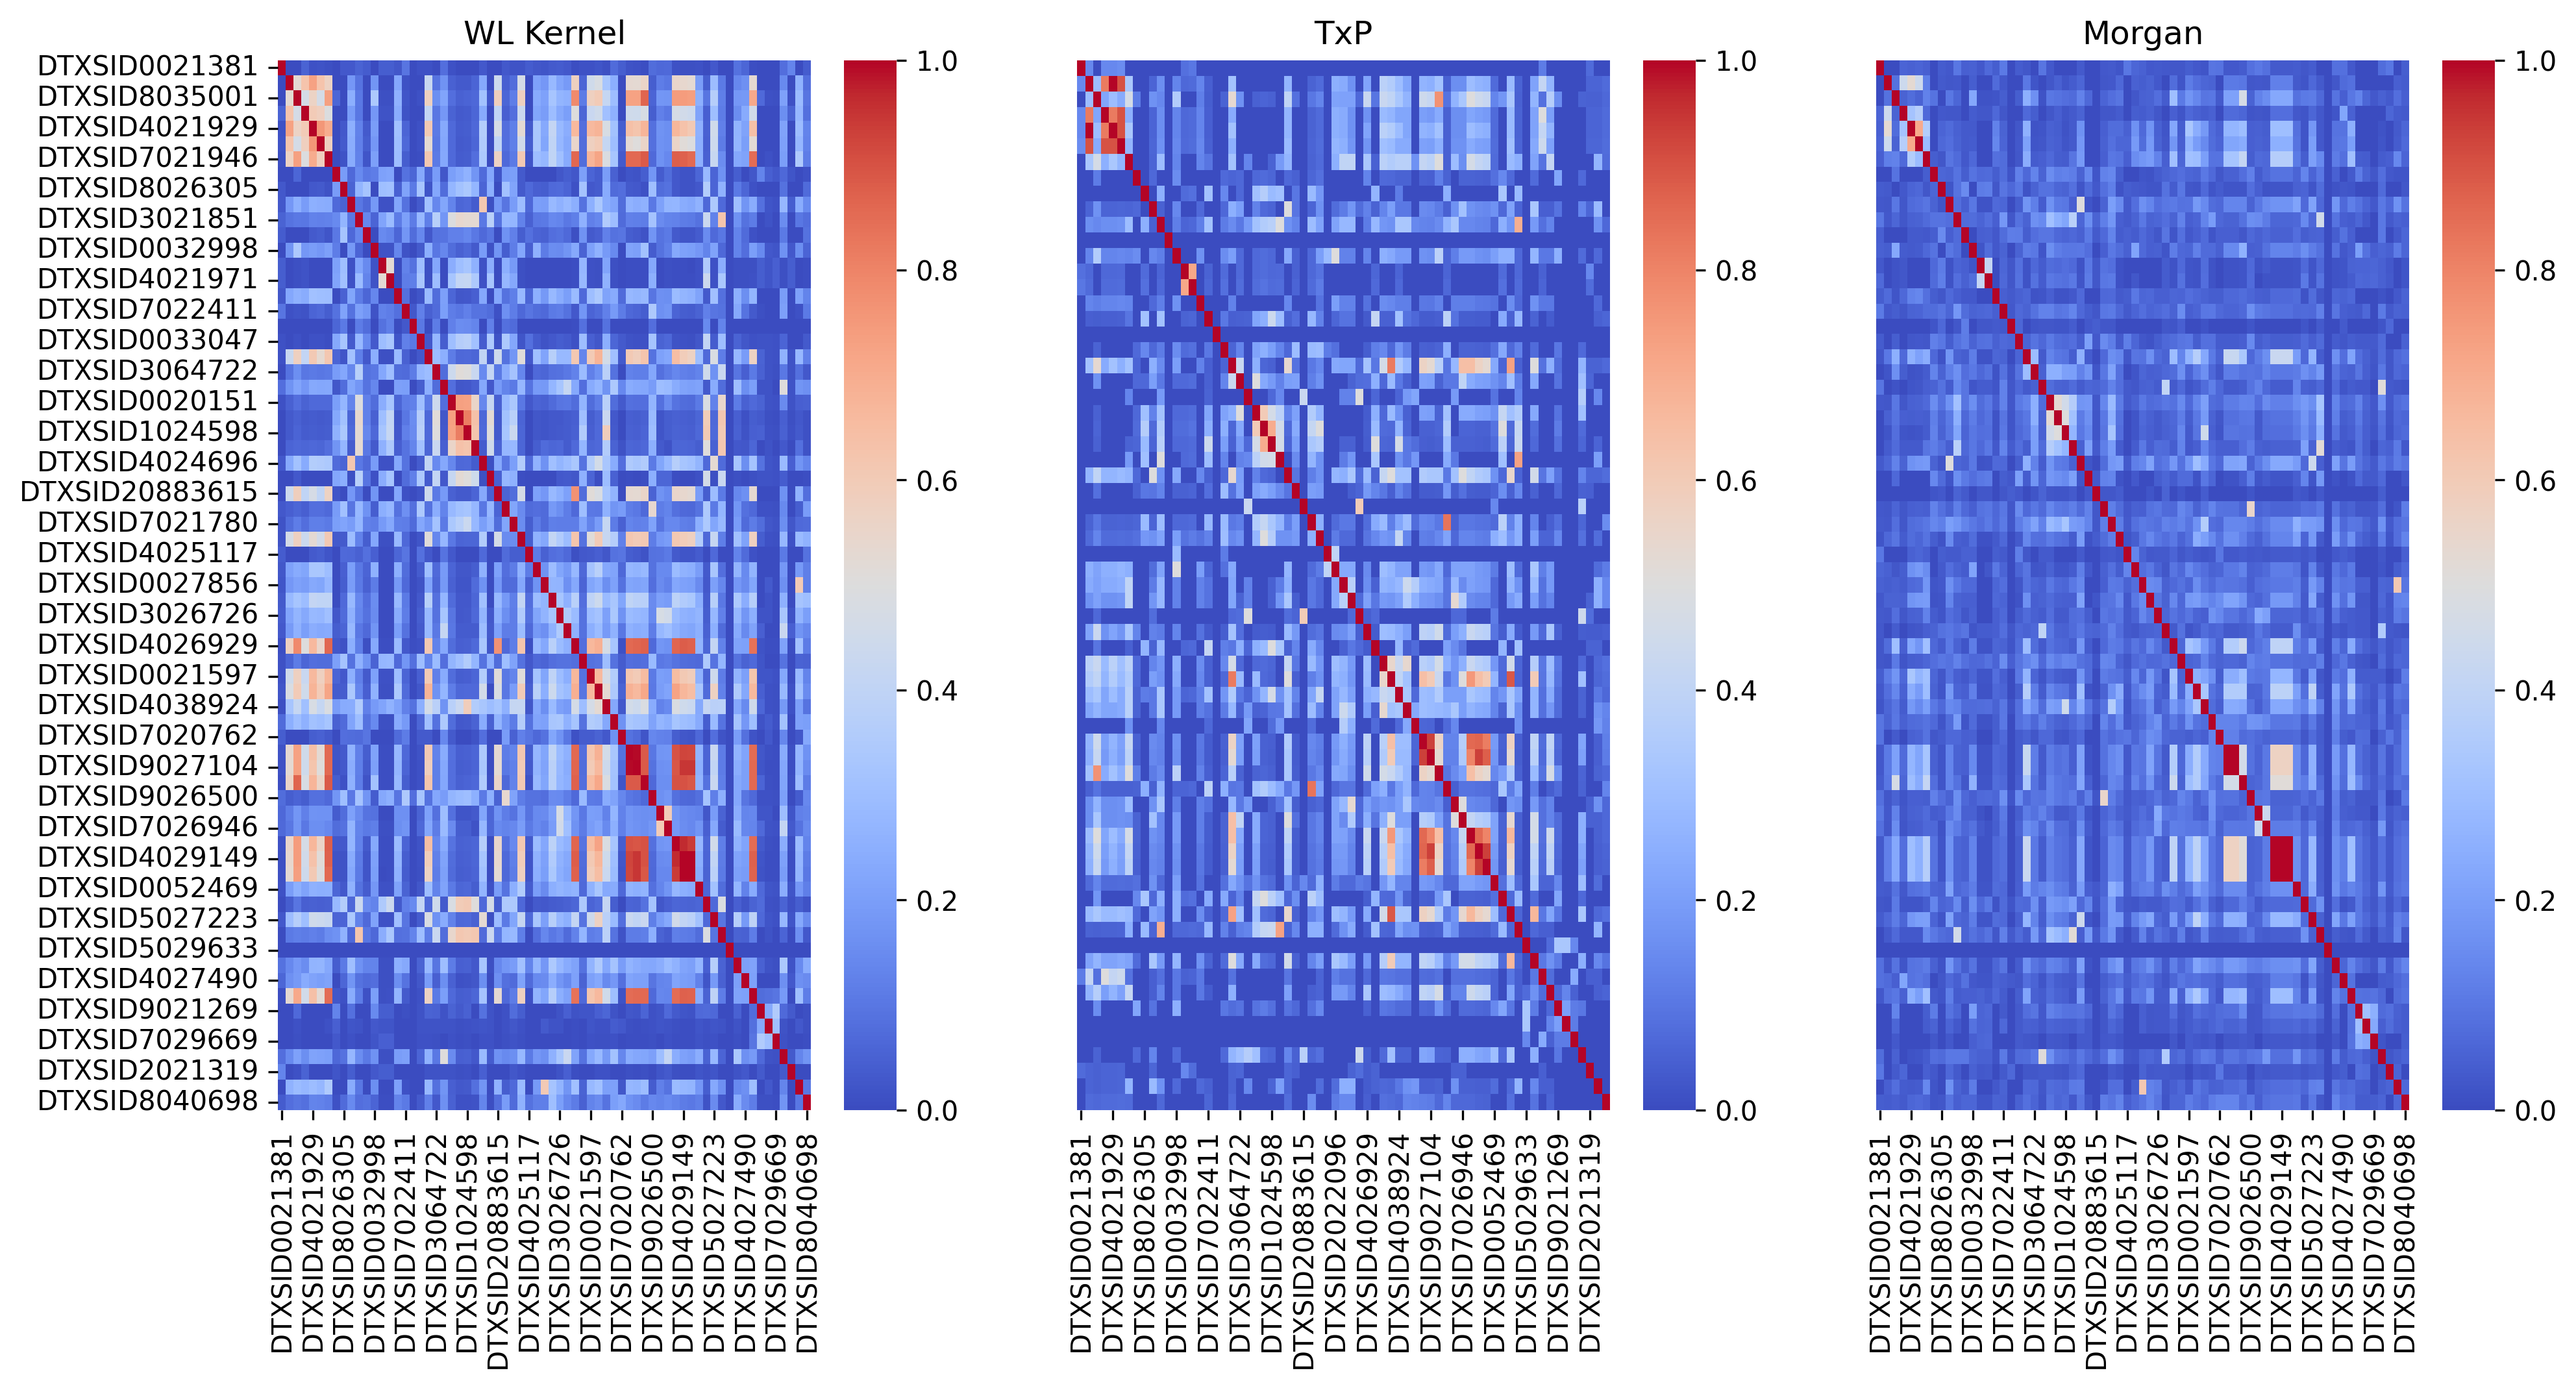 WL Kernel
TxP
Morgan
DTXSID0021381
DTXSID8035001
DTXSID4021929
DTXSID7021946
DTXSID8026305
DTXSID3021851
DTXSID0032998
DTXSID4021971
DTXSID7022411
DTXSID0033047
DTXSID3064722
DTXSID0020151
DTXSID1024598
DTXSID4024696
DTXSID20883615
DTXSID7021780
DTXSID4025117
DTXSID0027856
DTXSID3026726
DTXSID4026929
DTXSID0021597
DTXSID4038924
DTXSID7020762
DTXSID9027104
DTXSID9026500
DTXSID7026946
DTXSID4029149
DTXSID0052469
DTXSID5027223
DTXSID5029633
DTXSID4027490
DTXSID9021269
DTXSID7029669
DTXSID2021319
DTXSID8040698
1.0
0.8
0.6
0.4
0.2
0.0
1.0
0.8
0.6
0.4
0.2
0.0
1.0
0.8
0.6
0.4
0.2
0.0
DTXSID0021381
DTXSID4021929
DTXSID8026305
DTXSID0032998
DTXSID7022411
DTXSID3064722
DTXSID1024598
DTXSID20883615
DTXSID4025117
DTXSID3026726
DTXSID0021597
DTXSID7020762
DTXSID9026500
DTXSID4029149
DTXSID5027223
DTXSID4027490
DTXSID7029669
DTXSID8040698
DTXSID0021381
DTXSID4021929
DTXSID8026305
DTXSID0032998
DTXSID7022411
DTXSID3064722
DTXSID1024598
DTXSID20883615
DTXSID2022096
DTXSID4026929
DTXSID4038924
DTXSID9027104
DTXSID7026946
DTXSID0052469
DTXSID5029633
DTXSID9021269
DTXSID2021319
DTXSID0021381
DTXSID4021929
DTXSID8026305
DTXSID0032998
DTXSID7022411
DTXSID3064722
DTXSID1024598
DTXSID20883615
DTXSID4025117
DTXSID3026726
DTXSID0021597
DTXSID7020762
DTXSID9026500
DTXSID4029149
DTXSID5027223
DTXSID4027490
DTXSID7029669
DTXSID8040698